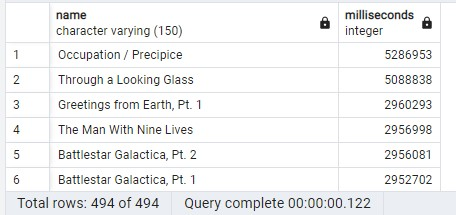 name milliseconds
character varying (150) integer
1 Occupation / Precipice 5286953
2 Through a Looking Glass 5088838
3 Greetings from Earth, Pt. 1 2960293
4 The Man With Nine Lives 2956998
5 Battlestar Galactica, Pt. 2 2956081
6 Battlestar Galactica, Pt. 1 2952702
Total rows: 494 of 494 Query complete 00:00:00.122